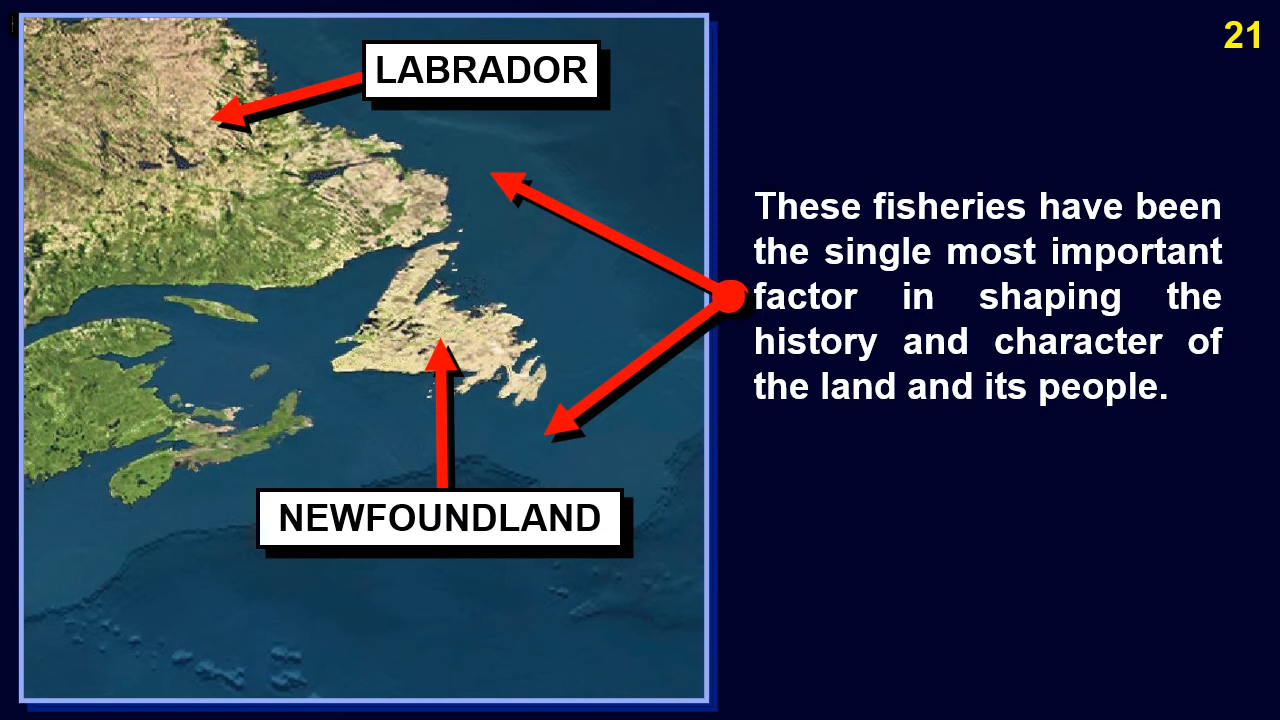 21
LABRADOR
NEWFOUNDLAND
These fisheries have been
the single most important
factor in shaping the
history and character of
the land and its people.